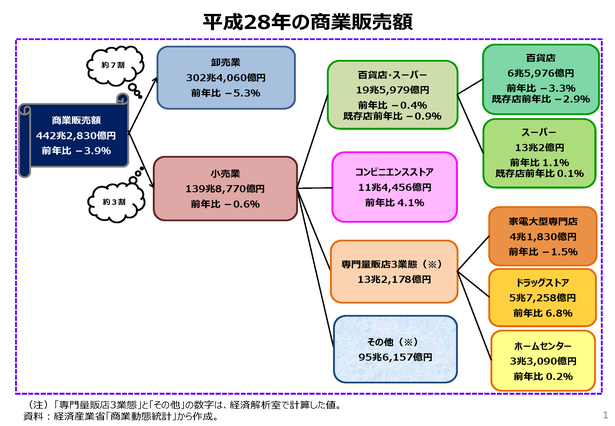 平成28年の商業販売額
約7割
卸売業
302兆4,060億円
前年比 －5.3%
商業販売額
442兆2,830億円
前年比 －3.9%
約3割
小売業
139兆8,770億円
前年比 －0.6%
百貨店・スーパー
19兆5,979億円
前年比 －0.4%
既存店前年比 －0.9%
百貨店
6兆5,976億円
前年比 －3.3%
既存店前年比 －2.9%
スーパー
13兆2億円
前年比 1.1%
既存店前年比 0.1%
コンビニエンスストア
11兆4,456億円
前年比 4.1%
専門量販店3業態（※）
13兆2,178億円
家電大型専門店
4兆1,830億円
前年比 －1.5%
ドラッグストア
5兆7,258億円
前年比 6.8%
ホームセンター
3兆3,090億円
前年比 0.2%
その他（※）
95兆6,157億円
（注）「専門量販店3業態」と「その他」の数字は、経済解析室で計算した値。
資料：経済産業省「商業動態統計」から作成。
1